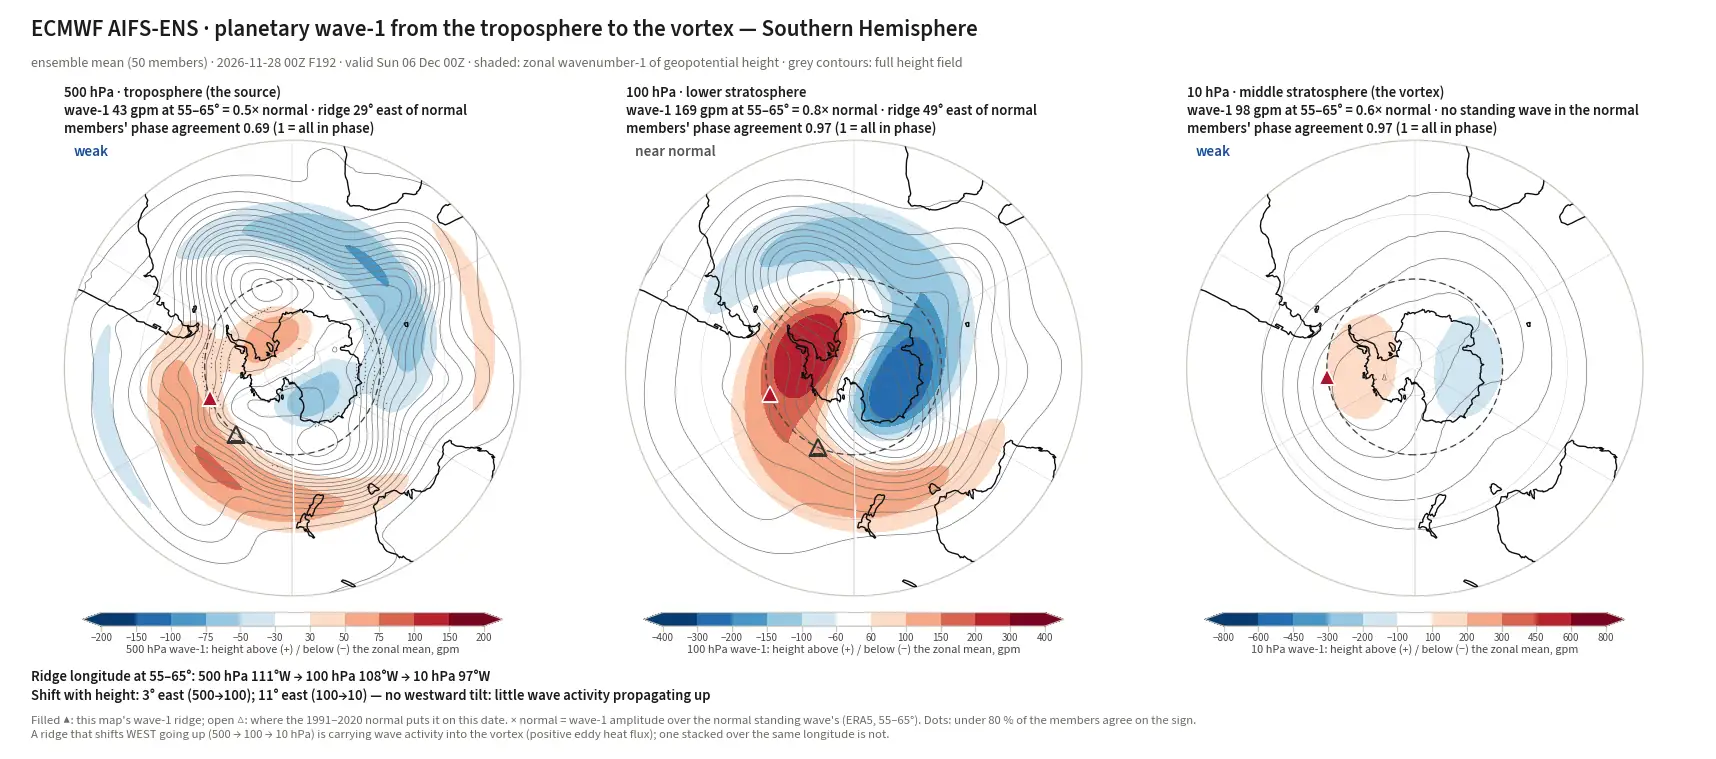 ECMWF AIFS-ENS · planetary wave-1 from the troposphere to the vortex — Southern Hemisphere
ensemble mean (50 members) · 2026-11-28 00Z F192 · valid Sun 06 Dec 00Z · shaded: zonal wavenumber-1 of geopotential height · grey contours: full height field
500 hPa · troposphere (the source)
wave-1 43 gpm at 55–65° = 0.5× normal · ridge 29° east of normal
members' phase agreement 0.69 (1 = all in phase)
weak
100 hPa · lower stratosphere
wave-1 169 gpm at 55–65° = 0.8× normal · ridge 49° east of normal
members' phase agreement 0.97 (1 = all in phase)
near normal
10 hPa · middle stratosphere (the vortex)
wave-1 98 gpm at 55–65° = 0.6× normal · no standing wave in the normal
members' phase agreement 0.97 (1 = all in phase)
weak
−200 −150 −100 −75 −50 −30 30 50 75 100 150 200
500 hPa wave-1: height above (+) / below (−) the zonal mean, gpm
−400 −300 −200 −150 −100 −60 60 100 150 200 300 400
100 hPa wave-1: height above (+) / below (−) the zonal mean, gpm
−800 −600 −450 −300 −200 −100 100 200 300 450 600 800
10 hPa wave-1: height above (+) / below (−) the zonal mean, gpm
Ridge longitude at 55–65°: 500 hPa 111°W → 100 hPa 108°W → 10 hPa 97°W
Shift with height: 3° east (500→100); 11° east (100→10) — no westward tilt: little wave activity propagating up
Filled ▲: this map's wave-1 ridge; open △: where the 1991–2020 normal puts it on this date. × normal = wave-1 amplitude over the normal standing wave's (ERA5, 55–65°). Dots: under 80 % of the members agree on the sign.
A ridge that shifts WEST going up (500 → 100 → 10 hPa) is carrying wave activity into the vortex (positive eddy heat flux); one stacked over the same longitude is not.